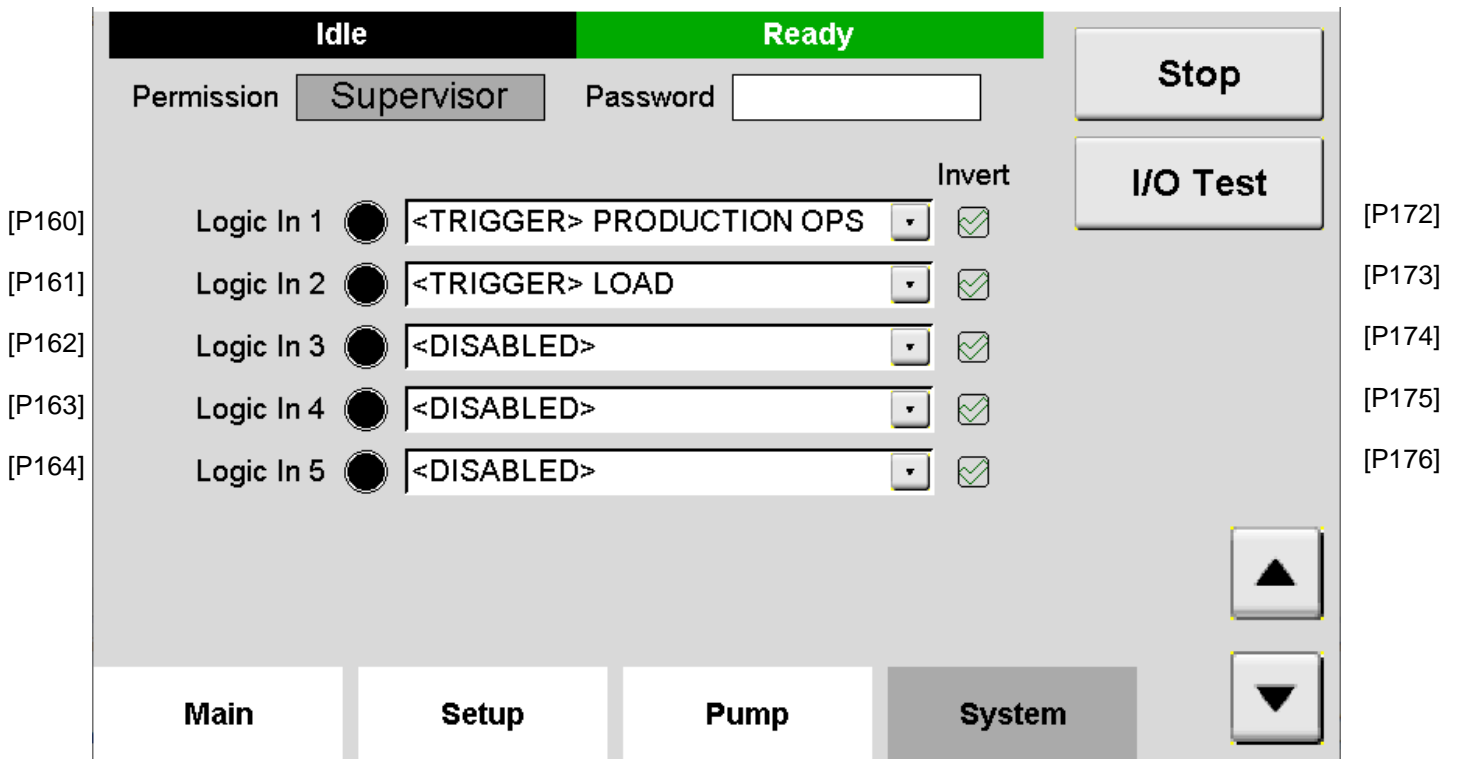 Idle Ready
Stop
Permission Supervisor Password
Invert
I/O Test
[P160] Logic In 1 <TRIGGER> PRODUCTION OPS [P172]
[P161] Logic In 2 <TRIGGER> LOAD [P173]
[P162] Logic In 3 <DISABLED> [P174]
[P163] Logic In 4 <DISABLED> [P175]
[P164] Logic In 5 <DISABLED> [P176]
Main Setup Pump System